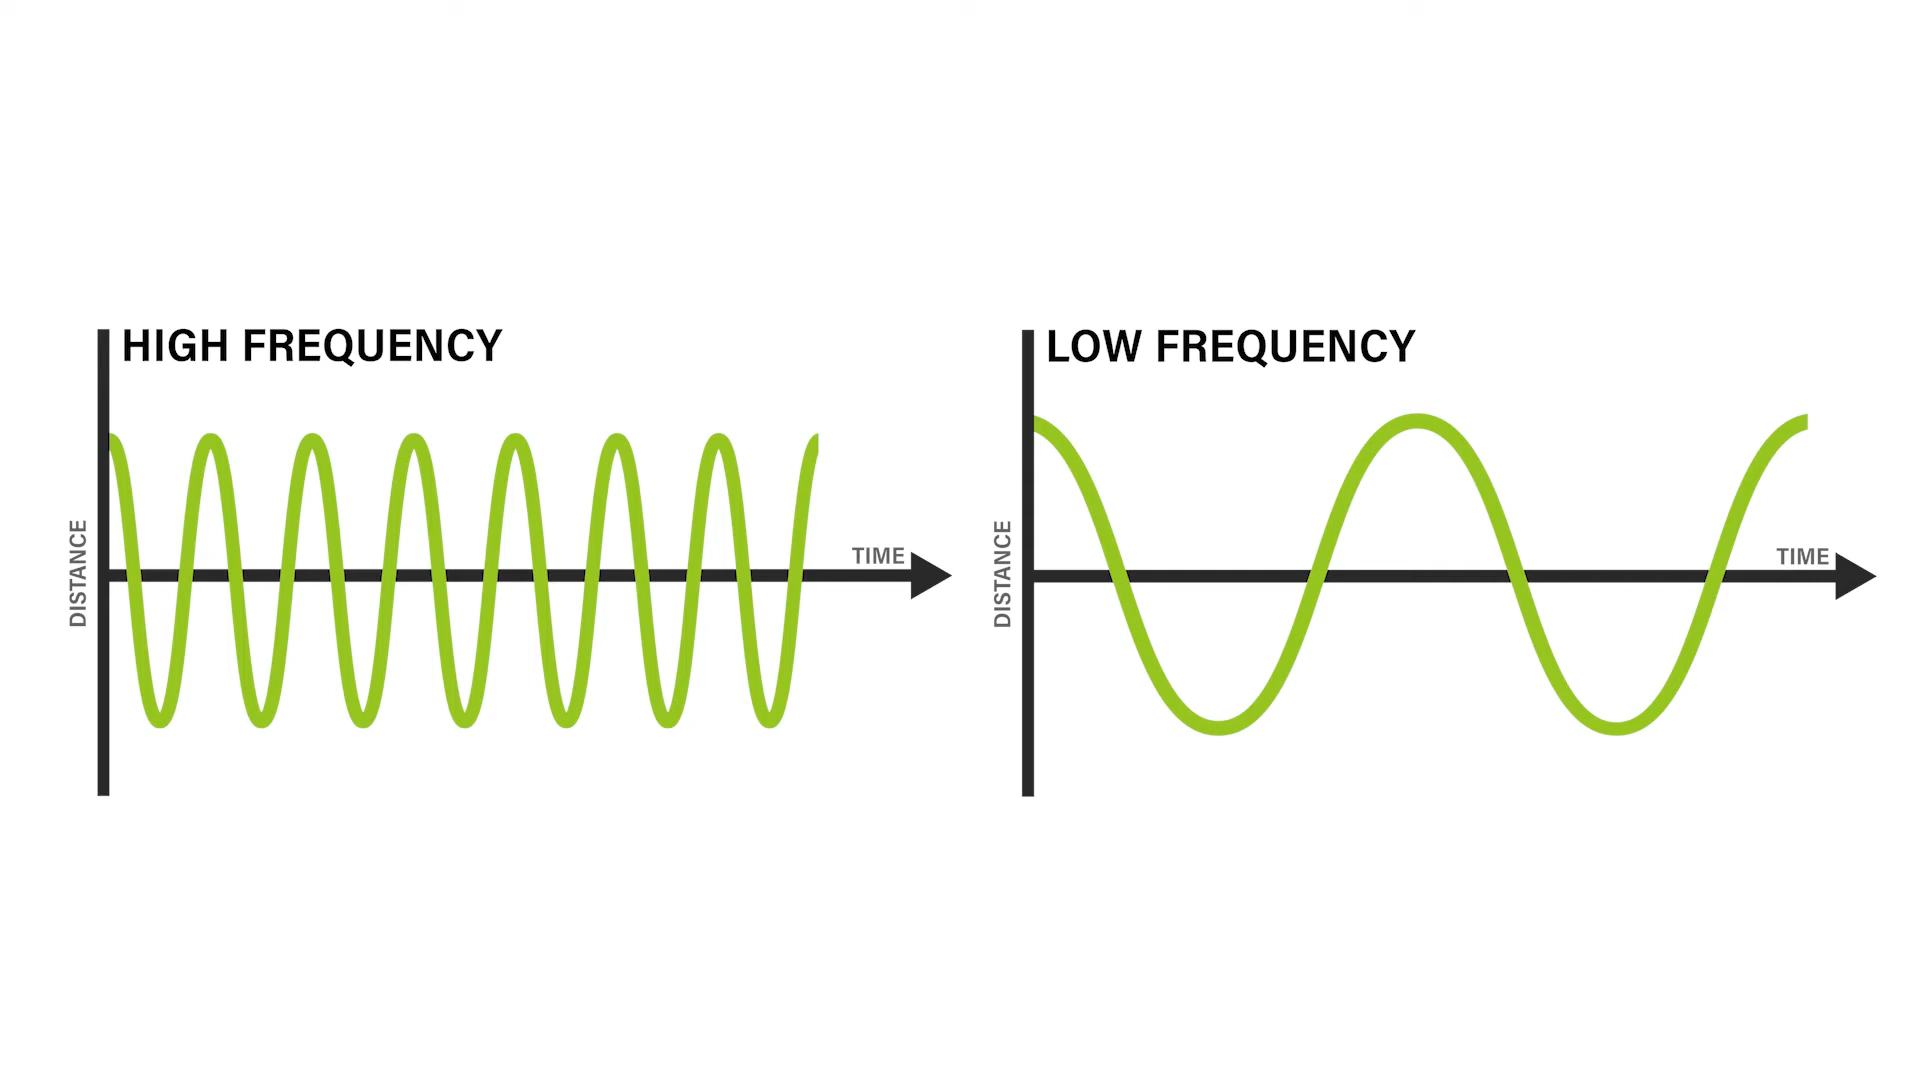 HIGH FREQUENCY
DISTANCE
TIME
LOW FREQUENCY
DISTANCE
TIME